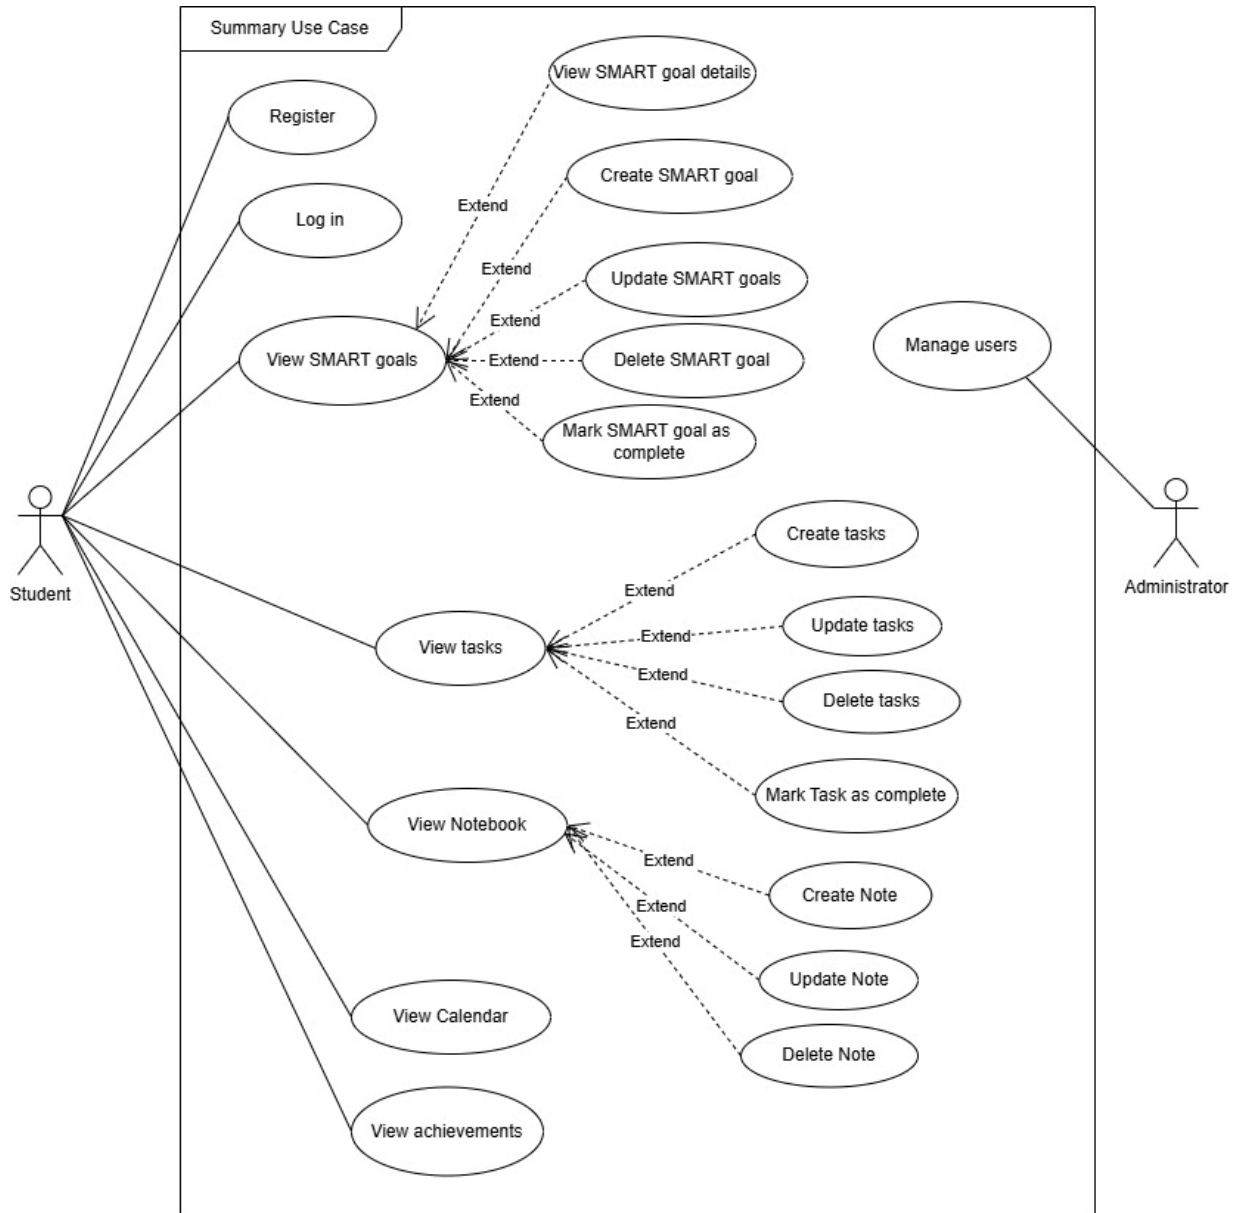 Summary Use Case
View SMART goal details
Register
Create SMART goal
Extend
Log in
Extend
Update SMART goals
Extend
View SMART goals
Extend
Delete SMART goal
Manage users
Extend
Mark SMART goal as
complete
Student
Administrator
Create tasks
Extend
Update tasks
Extend
View tasks
Extend
Delete tasks
Extend
Mark Task as complete
View Notebook
Extend
Create Note
Extend
Extend
Update Note
View Calendar
Delete Note
View achievements